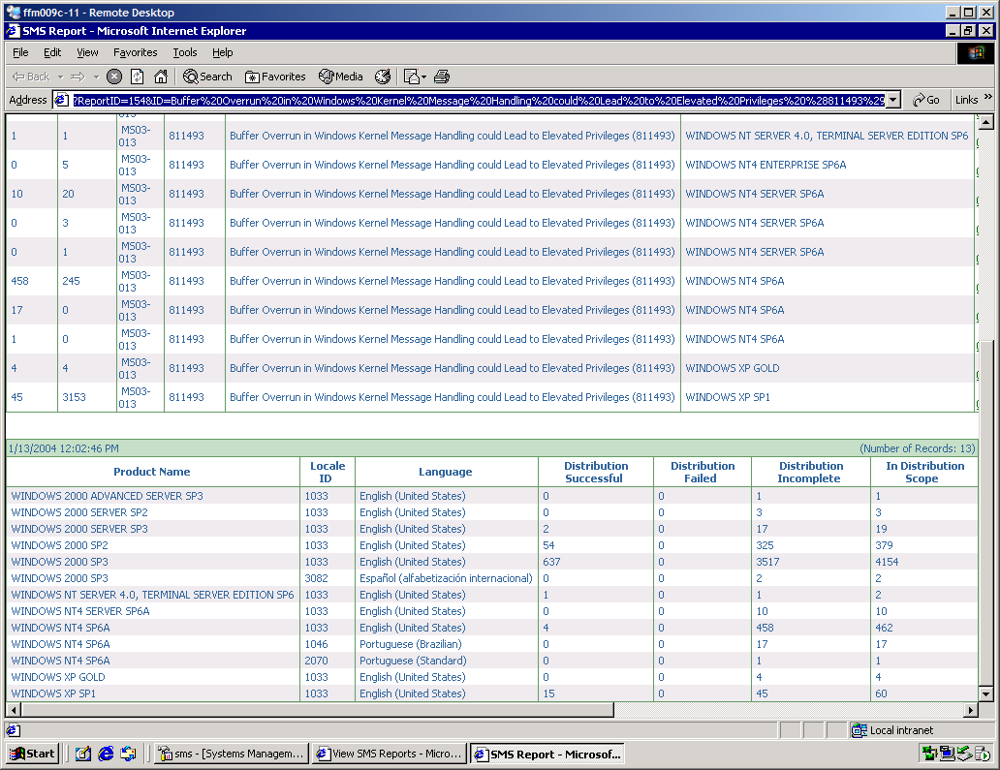 ffm009c-11 - Remote Desktop
SMS Report - Microsoft Internet Explorer
File Edit View Favorites Tools Help
Back Search Favorites Media
Address ?ReportID=154&ID=Buffer%20Overrun%20in%20Windows%20Kernel%20Message%20Handling%20could%20Lead%20to%20Elevated%20Privileges%20%28811493%29 Go Links »
013
1 1 MS03-013 811493 Buffer Overrun in Windows Kernel Message Handling could Lead to Elevated Privileges (811493) WINDOWS NT SERVER 4.0, TERMINAL SERVER EDITION SP6
0 5 MS03-013 811493 Buffer Overrun in Windows Kernel Message Handling could Lead to Elevated Privileges (811493) WINDOWS NT4 ENTERPRISE SP6A
10 20 MS03-013 811493 Buffer Overrun in Windows Kernel Message Handling could Lead to Elevated Privileges (811493) WINDOWS NT4 SERVER SP6A
0 3 MS03-013 811493 Buffer Overrun in Windows Kernel Message Handling could Lead to Elevated Privileges (811493) WINDOWS NT4 SERVER SP6A
0 1 MS03-013 811493 Buffer Overrun in Windows Kernel Message Handling could Lead to Elevated Privileges (811493) WINDOWS NT4 SERVER SP6A
458 245 MS03-013 811493 Buffer Overrun in Windows Kernel Message Handling could Lead to Elevated Privileges (811493) WINDOWS NT4 SP6A
17 0 MS03-013 811493 Buffer Overrun in Windows Kernel Message Handling could Lead to Elevated Privileges (811493) WINDOWS NT4 SP6A
1 0 MS03-013 811493 Buffer Overrun in Windows Kernel Message Handling could Lead to Elevated Privileges (811493) WINDOWS NT4 SP6A
4 4 MS03-013 811493 Buffer Overrun in Windows Kernel Message Handling could Lead to Elevated Privileges (811493) WINDOWS XP GOLD
45 3153 MS03-013 811493 Buffer Overrun in Windows Kernel Message Handling could Lead to Elevated Privileges (811493) WINDOWS XP SP1
1/13/2004 12:02:46 PM (Number of Records: 13)
Product Name Locale ID Language Distribution Successful Distribution Failed Distribution Incomplete In Distribution Scope
WINDOWS 2000 ADVANCED SERVER SP3 1033 English (United States) 0 0 1 1
WINDOWS 2000 SERVER SP2 1033 English (United States) 0 0 3 3
WINDOWS 2000 SERVER SP3 1033 English (United States) 2 0 17 19
WINDOWS 2000 SP2 1033 English (United States) 54 0 325 379
WINDOWS 2000 SP3 1033 English (United States) 637 0 3517 4154
WINDOWS 2000 SP3 3082 Español (alfabetización internacional) 0 0 2 2
WINDOWS NT SERVER 4.0, TERMINAL SERVER EDITION SP6 1033 English (United States) 1 0 1 2
WINDOWS NT4 SERVER SP6A 1033 English (United States) 0 0 10 10
WINDOWS NT4 SP6A 1033 English (United States) 4 0 458 462
WINDOWS NT4 SP6A 1046 Portuguese (Brazilian) 0 0 17 17
WINDOWS NT4 SP6A 2070 Portuguese (Standard) 0 0 1 1
WINDOWS XP GOLD 1033 English (United States) 0 0 4 4
WINDOWS XP SP1 1033 English (United States) 15 0 45 60
Local intranet
Start sms - [Systems Managem... View SMS Reports - Micro... SMS Report - Microsof...